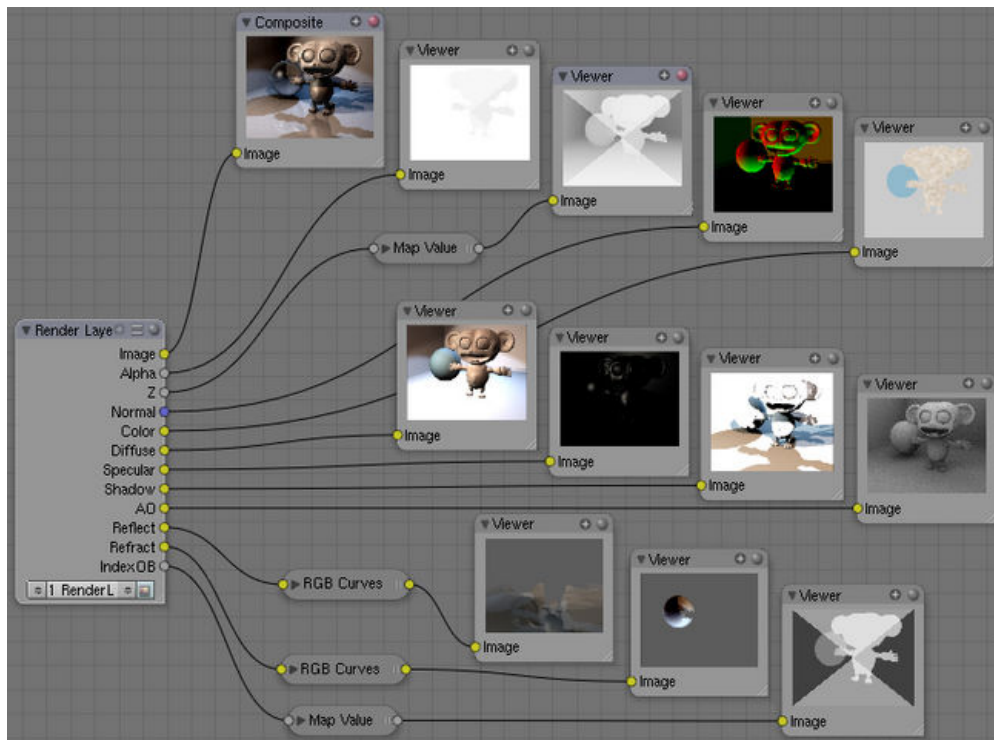 Composite
Image
Viewer
Image
Viewer
Image
Viewer
Image
Viewer
Image
Map Value
Render Laye
Image
Alpha
Z
Normal
Color
Diffuse
Specular
Shadow
AO
Reflect
Refract
IndexOB
1 RenderL
Viewer
Image
Viewer
Image
Viewer
Image
Viewer
Image
RGB Curves
Viewer
Image
RGB Curves
Viewer
Image
Map Value
Viewer
Image